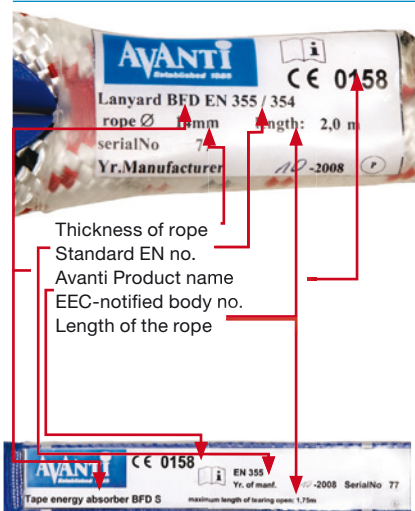 AVANTI
Established 1885
i
CE 0158
Lanyard BFD EN 355 / 354
rope Ø 14mm length: 2,0 m
serialNo 77
Yr.Manufacturer 10 -2008 P
Thickness of rope
Standard EN no.
Avanti Product name
EEC-notified body no.
Length of the rope
AVANTI
CE 0158
i
EN 355
Yr. of manf. -2008 SerialNo 77
Tape energy absorber BFD S
maximum length of tearing open: 1,75m